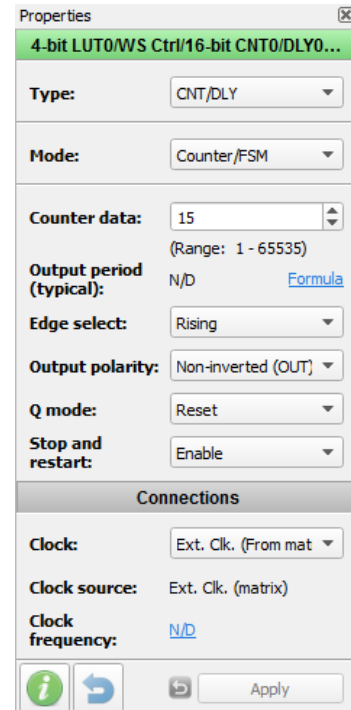 Properties
4-bit LUT0/WS Ctrl/16-bit CNT0/DLY0...
Type: CNT/DLY
Mode: Counter/FSM
Counter data: 15
(Range: 1 - 65535)
Output period (typical): N/D Formula
Edge select: Rising
Output polarity: Non-inverted (OUT)
Q mode: Reset
Stop and restart: Enable
Connections
Clock: Ext. Clk. (From mat
Clock source: Ext. Clk. (matrix)
Clock frequency: N/D
Apply